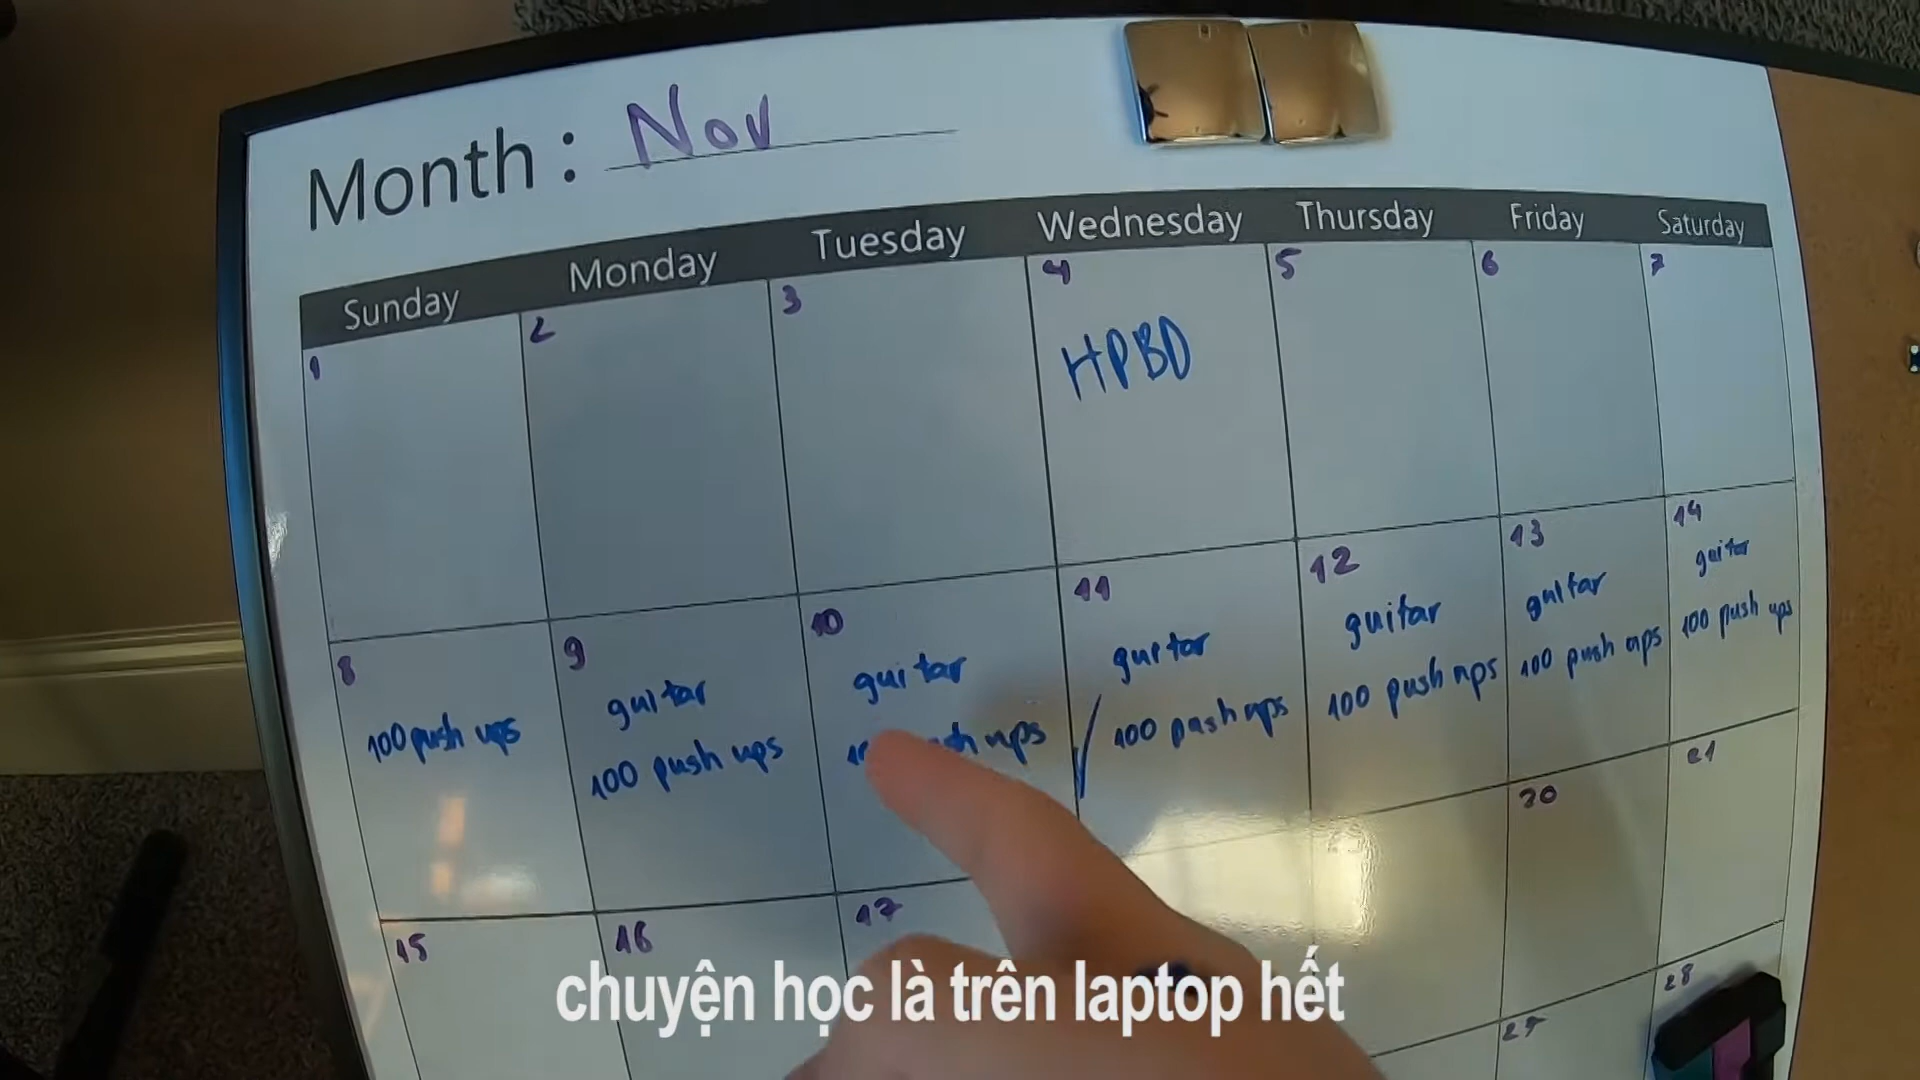 Month : Nov
Sunday Monday Tuesday Wednesday Thursday Friday Saturday
1 2 3 4 5 6 7
HPBD
8 9 10 11 12 13 14
guitar guitar guitar guitar guitar guitar
100 push ups 100 push ups push ups 100 push ups 100 push ups 100 push ups 100 push ups
15 16 17 20 21
28
chuyện học là trên laptop hết